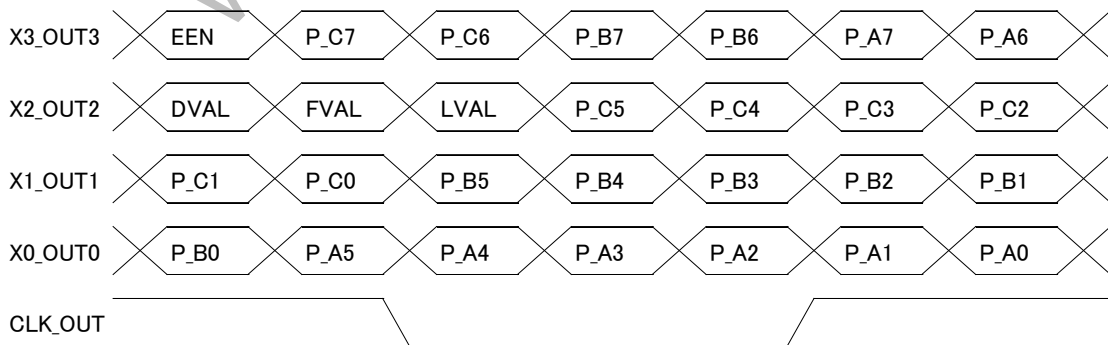 X3_OUT3 EEN P_C7 P_C6 P_B7 P_B6 P_A7 P_A6
X2_OUT2 DVAL FVAL LVAL P_C5 P_C4 P_C3 P_C2
X1_OUT1 P_C1 P_C0 P_B5 P_B4 P_B3 P_B2 P_B1
X0_OUT0 P_B0 P_A5 P_A4 P_A3 P_A2 P_A1 P_A0
CLK_OUT